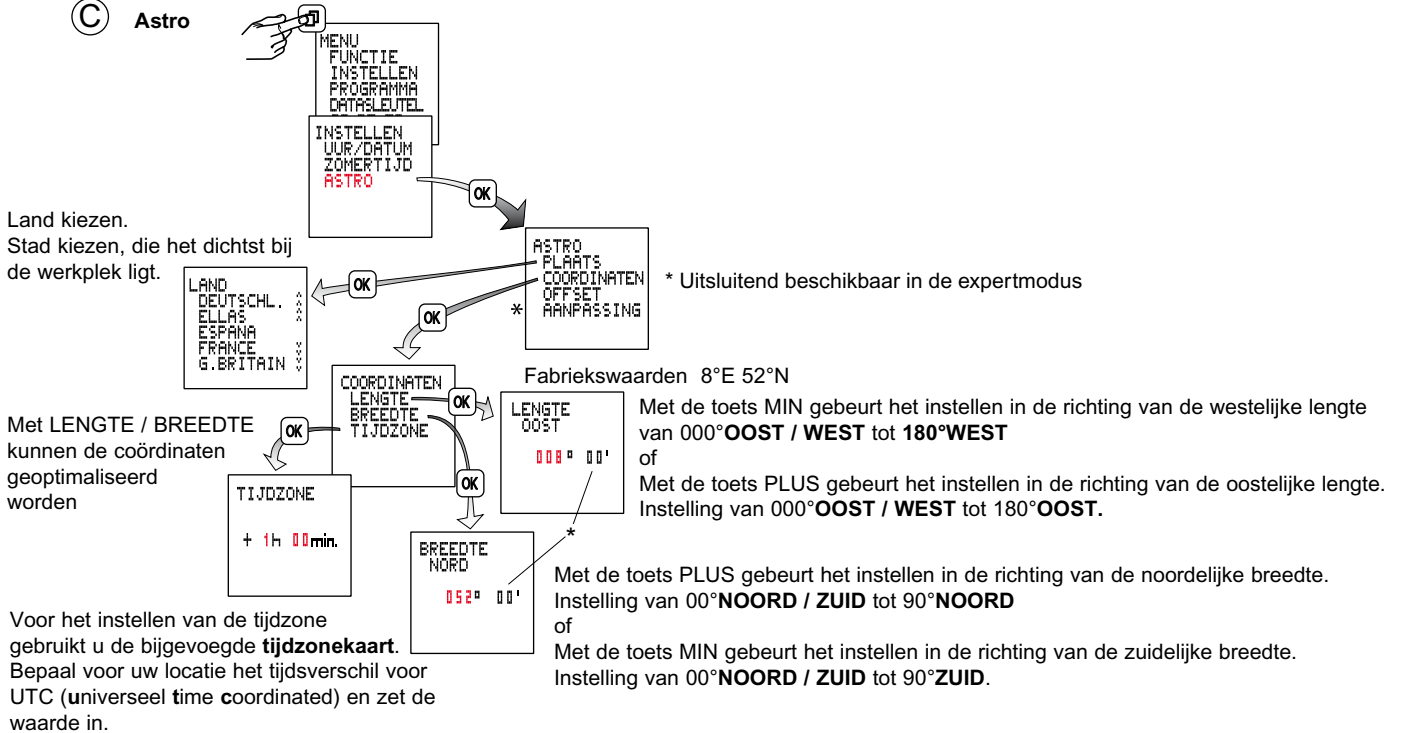 C Astro
MENU
FUNCTIE
INSTELLEN
PROGRAMMA
DATASLEUTEL
INSTELLEN
UUR/DATUM
ZOMERTIJD
ASTRO
OK
Land kiezen.
Stad kiezen, die het dichtst bij
de werkplek ligt.
LAND
DEUTSCHL.
ELLAS
ESPANA
FRANCE
G.BRITAIN
OK
ASTRO
PLAATS
COORDINATEN
OFFSET
* AANPASSING
* Uitsluitend beschikbaar in de expertmodus
OK
COORDINATEN
LENGTE
BREEDTE
TIJDZONE
OK
OK
OK
Fabriekswaarden 8°E 52°N
LENGTE
OOST
008° 00'
*
Met de toets MIN gebeurt het instellen in de richting van de westelijke lengte
van 000°OOST / WEST tot 180°WEST
of
Met de toets PLUS gebeurt het instellen in de richting van de oostelijke lengte.
Instelling van 000°OOST / WEST tot 180°OOST.
Met LENGTE / BREEDTE
kunnen de coördinaten
geoptimaliseerd
worden
TIJDZONE
+ 1h 00min.
BREEDTE
NORD
052° 00'
Met de toets PLUS gebeurt het instellen in de richting van de noordelijke breedte.
Instelling van 00°NOORD / ZUID tot 90°NOORD
of
Met de toets MIN gebeurt het instellen in de richting van de zuidelijke breedte.
Instelling van 00°NOORD / ZUID tot 90°ZUID.
Voor het instellen van de tijdzone
gebruikt u de bijgevoegde tijdzonekaart.
Bepaal voor uw locatie het tijdsverschil voor
UTC (universeel time coordinated) en zet de
waarde in.